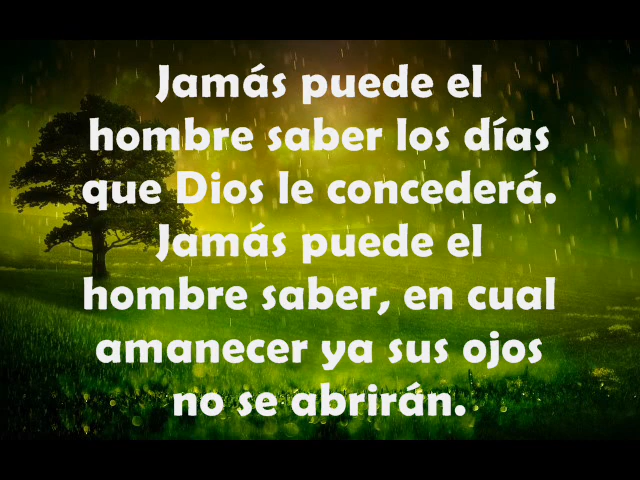 Jamás puede el
hombre saber los días
que Dios le concederá.
Jamás puede el
hombre saber, en cual
amanecer ya sus ojos
no se abrirán.